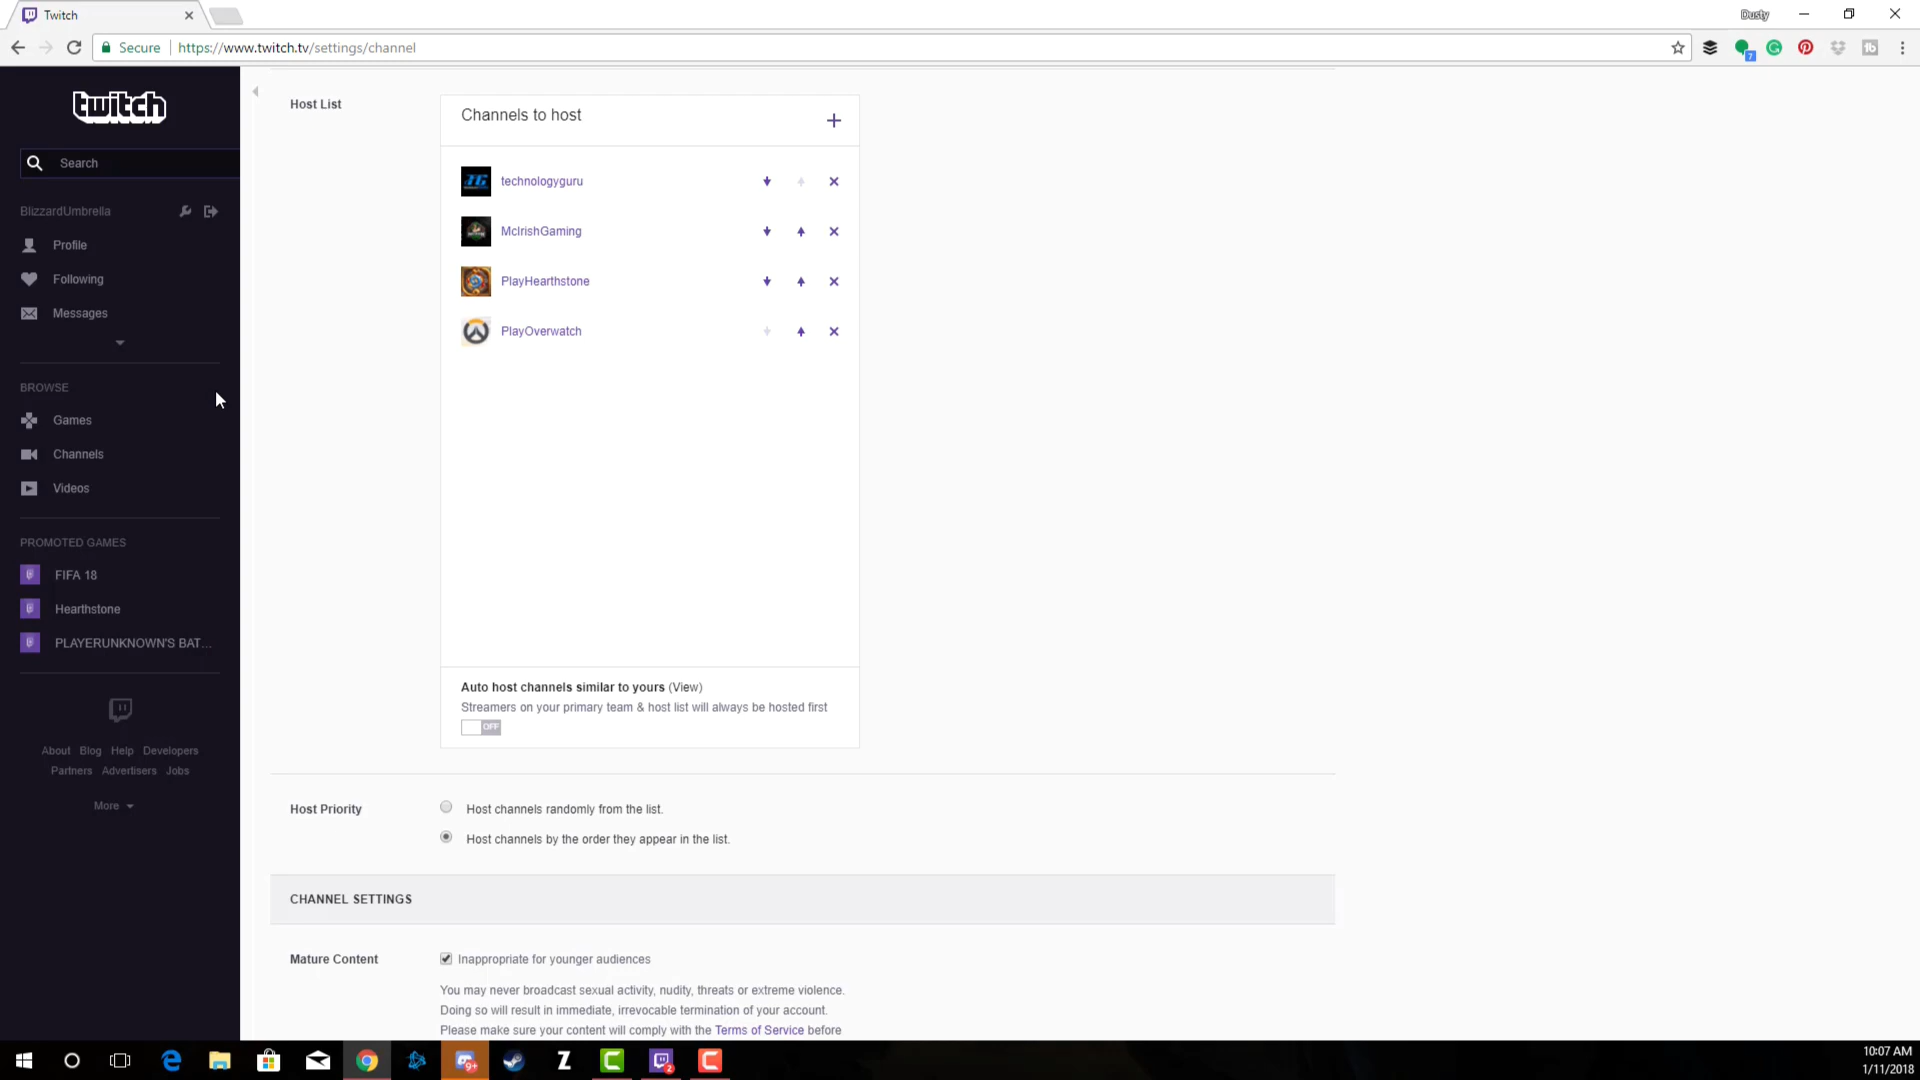 Twitch
Dusty
Secure
https://www.twitch.tv/settings/channel
7
twitch
Search
BlizzardUmbrella
Profile
Following
Messages
BROWSE
Games
Channels
Videos
PROMOTED GAMES
FIFA 18
Hearthstone
PLAYERUNKNOWN'S BAT...
About Blog Help Developers
Partners Advertisers Jobs
More
Host List
Channels to host
technologyguru
McIrishGaming
PlayHearthstone
PlayOverwatch
Auto host channels similar to yours (View)
Streamers on your primary team & host list will always be hosted first
OFF
Host Priority
Host channels randomly from the list.
Host channels by the order they appear in the list.
CHANNEL SETTINGS
Mature Content
Inappropriate for younger audiences
You may never broadcast sexual activity, nudity, threats or extreme violence.
Doing so will result in immediate, irrevocable termination of your account.
Please make sure your content will comply with the Terms of Service before
9+
Z
2
10:07 AM
1/11/2018